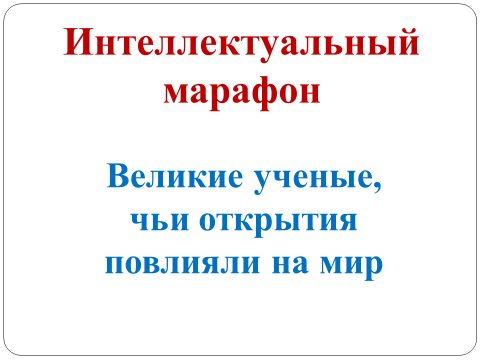 Интеллектуальный
марафон
Великие ученые,
чьи открытия
повлияли на мир